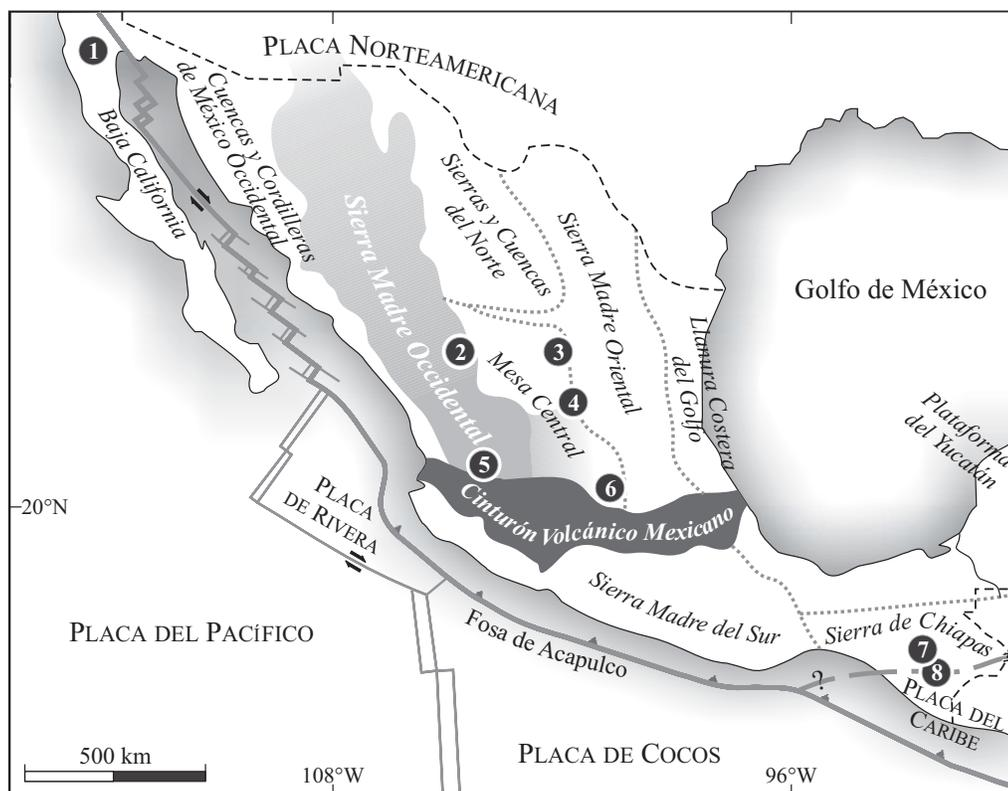 PLACA NORTEAMERICANA
1
Cuencas y Cordilleras
de México Occidental
Baja California
Sierra Madre Occidental
Sierras y Cuencas
del Norte
Sierra Madre Oriental
Llanura Costera
del Golfo
Golfo de México
2
3
Mesa Central
4
Plataforma
del Yucatán
5
6
20°N
Cinturón Volcánico Mexicano
PLACA
DE RIVERA
Sierra Madre del Sur
Sierra de Chiapas
PLACA DEL PACÍFICO
Fosa de Acapulco
7
8
?
PLACA DEL
CARIBE
500 km
108°W
PLACA DE COCOS
96°W